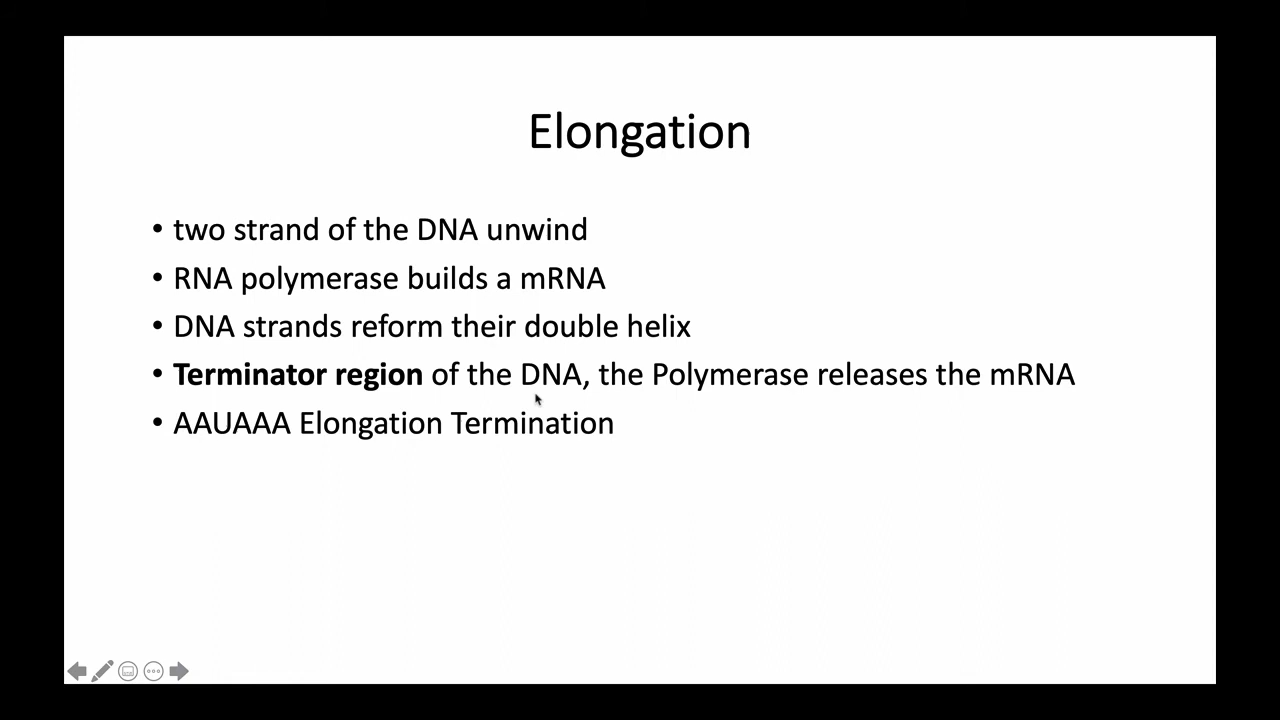 Elongation
• two strand of the DNA unwind
• RNA polymerase builds a mRNA
• DNA strands reform their double helix
• Terminator region of the DNA, the Polymerase releases the mRNA
• AAUAAA Elongation Termination